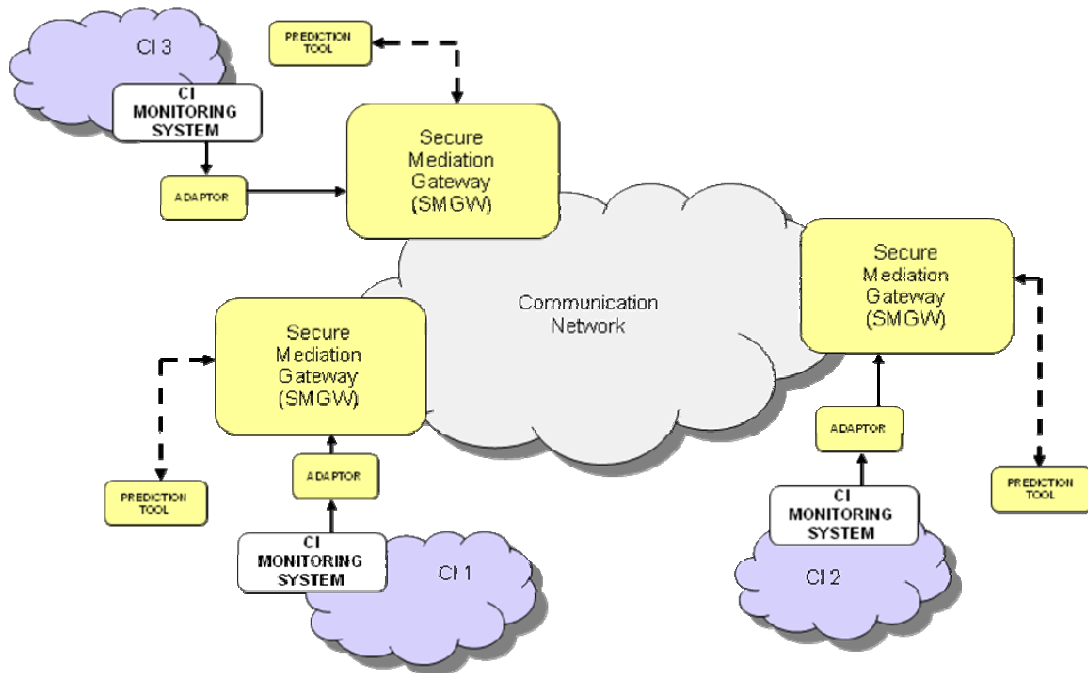 CI 3
CI
MONITORING
SYSTEM
ADAPTOR
PREDICTION
TOOL
Secure
Mediation
Gateway
(SMGW)
Communication
Network
Secure
Mediation
Gateway
(SMGW)
ADAPTOR
PREDICTION
TOOL
CI
MONITORING
SYSTEM
CI 2
Secure
Mediation
Gateway
(SMGW)
PREDICTION
TOOL
ADAPTOR
CI
MONITORING
SYSTEM
CI 1